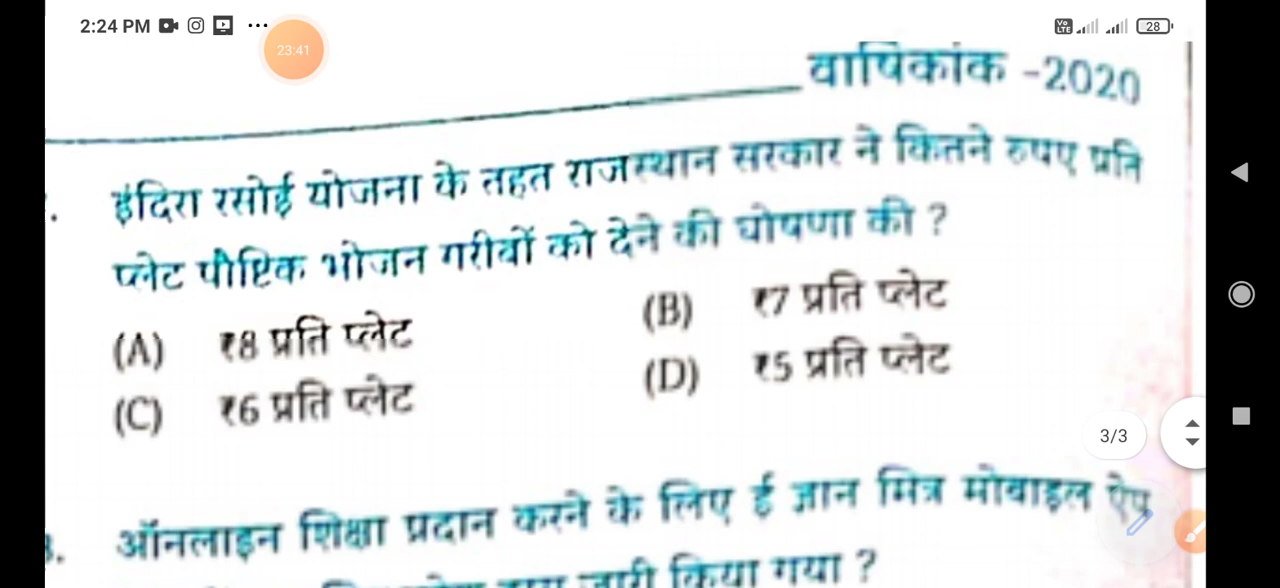 2:24 PM
28
23:41
वार्षिकांक -2020
इंदिरा रसोई योजना के तहत राजस्थान सरकार ने कितने रुपए प्रति
प्लेट पौष्टिक भोजन गरीबों को देने की घोषणा की ?
(A) ₹8 प्रति प्लेट (B) ₹7 प्रति प्लेट
(C) ₹6 प्रति प्लेट (D) ₹5 प्रति प्लेट
3/3
ऑनलाइन शिक्षा प्रदान करने के लिए ई ज्ञान मित्र मोबाइल ऐप
जारी किया गया ?